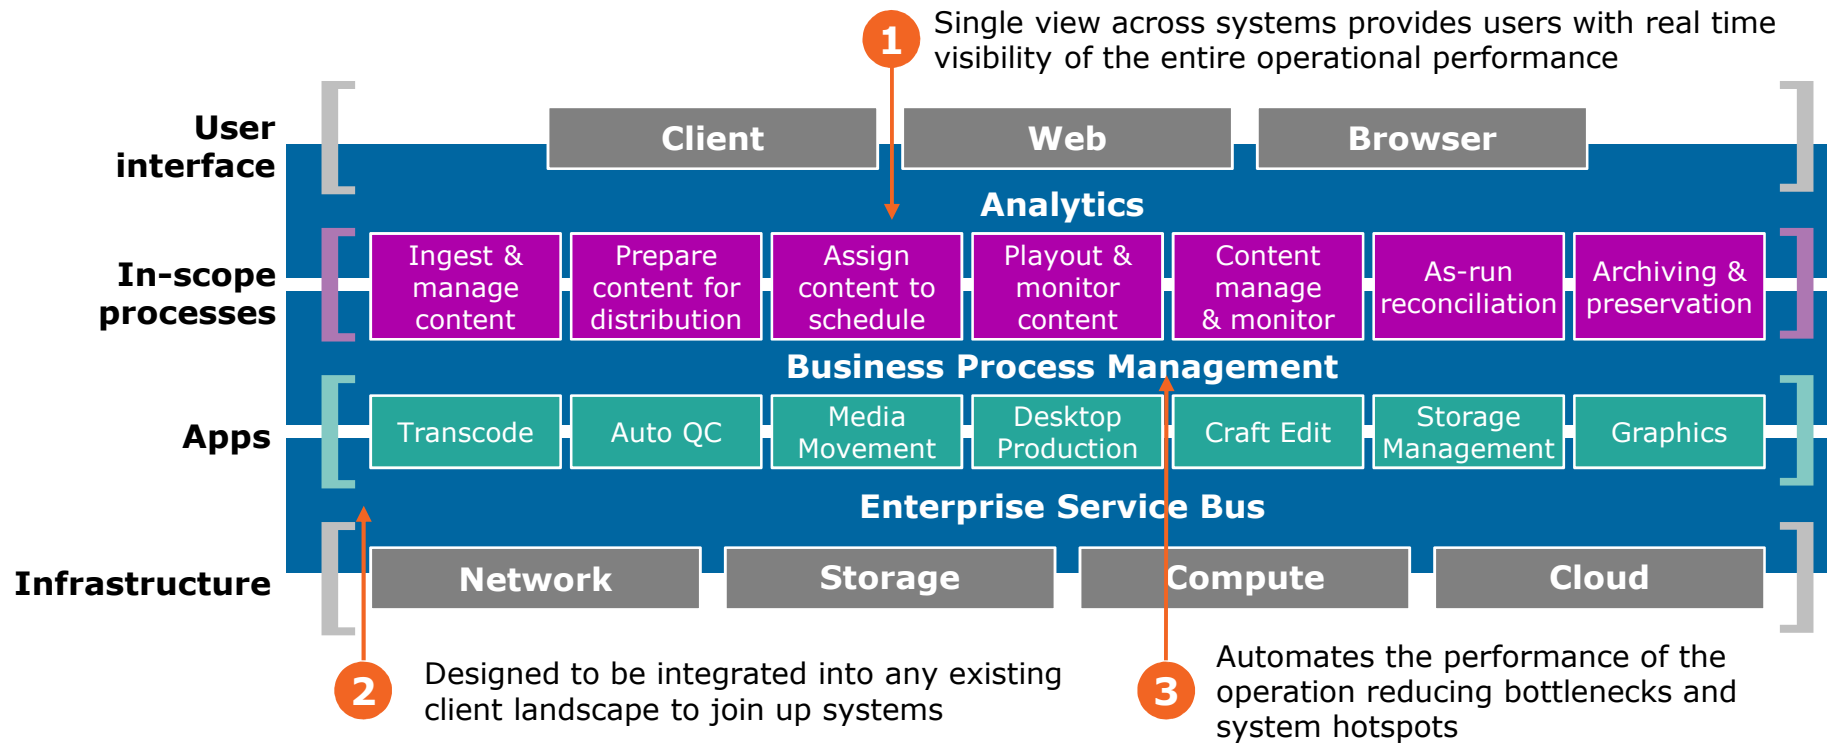 1
Single view across systems provides users with real time
visibility of the entire operational performance
User
interface
Client
Web
Browser
Analytics
In-scope
processes
Ingest &
manage
content
Prepare
content for
distribution
Assign
content to
schedule
Playout &
monitor
content
Content
manage
& monitor
As-run
reconciliation
Archiving &
preservation
Business Process Management
Apps
Transcode
Auto QC
Media
Movement
Desktop
Production
Craft Edit
Storage
Management
Graphics
Enterprise Service Bus
Infrastructure
Network
Storage
Compute
Cloud
2
Designed to be integrated into any existing
client landscape to join up systems
3
Automates the performance of the
operation reducing bottlenecks and
system hotspots